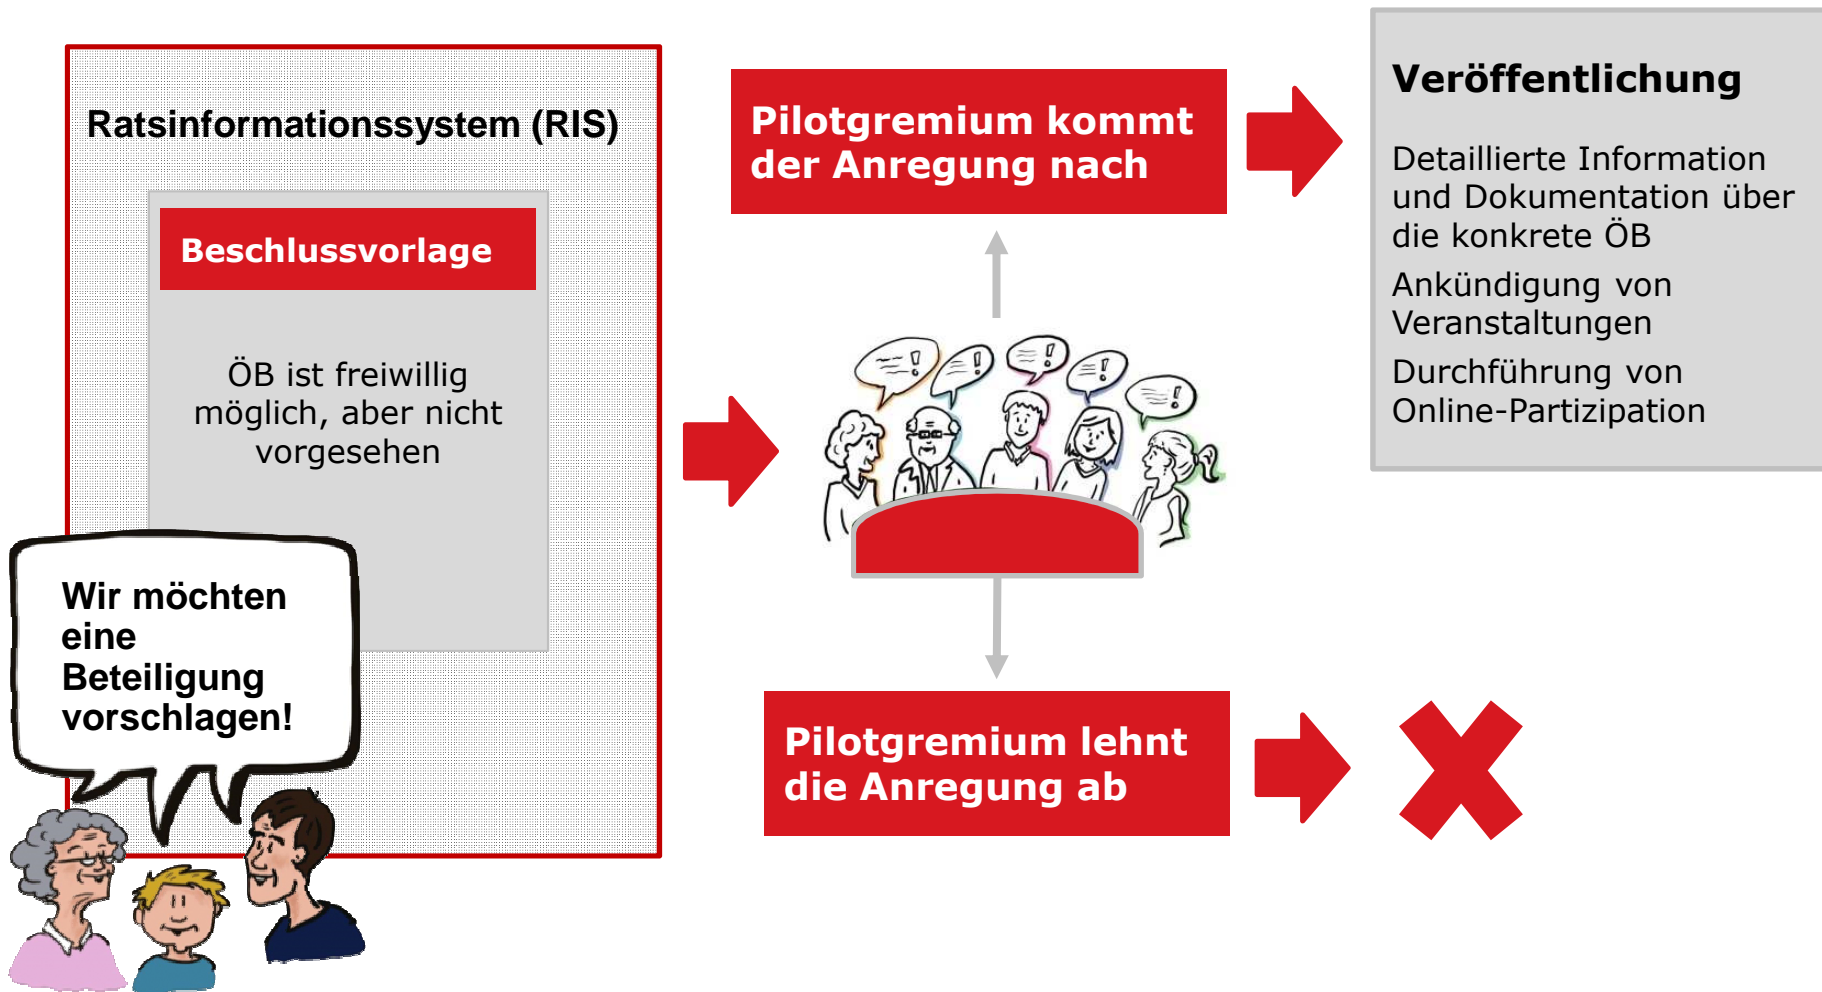 Ratsinformationssystem (RIS)
Beschlussvorlage
ÖB ist freiwillig
möglich, aber nicht
vorgesehen
Wir möchten
eine
Beteiligung
vorschlagen!
Pilotgremium kommt
der Anregung nach
Pilotgremium lehnt
die Anregung ab
Veröffentlichung
Detaillierte Information
und Dokumentation über
die konkrete ÖB
Ankündigung von
Veranstaltungen
Durchführung von
Online-Partizipation